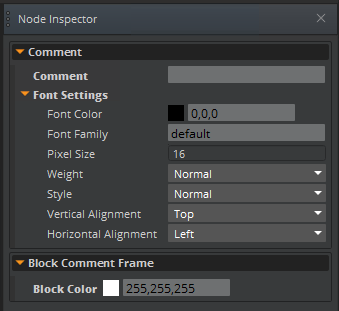 Node Inspector
Comment
Comment
Font Settings
Font Color 0,0,0
Font Family default
Pixel Size 16
Weight Normal
Style Normal
Vertical Alignment Top
Horizontal Alignment Left
Block Comment Frame
Block Color 255,255,255